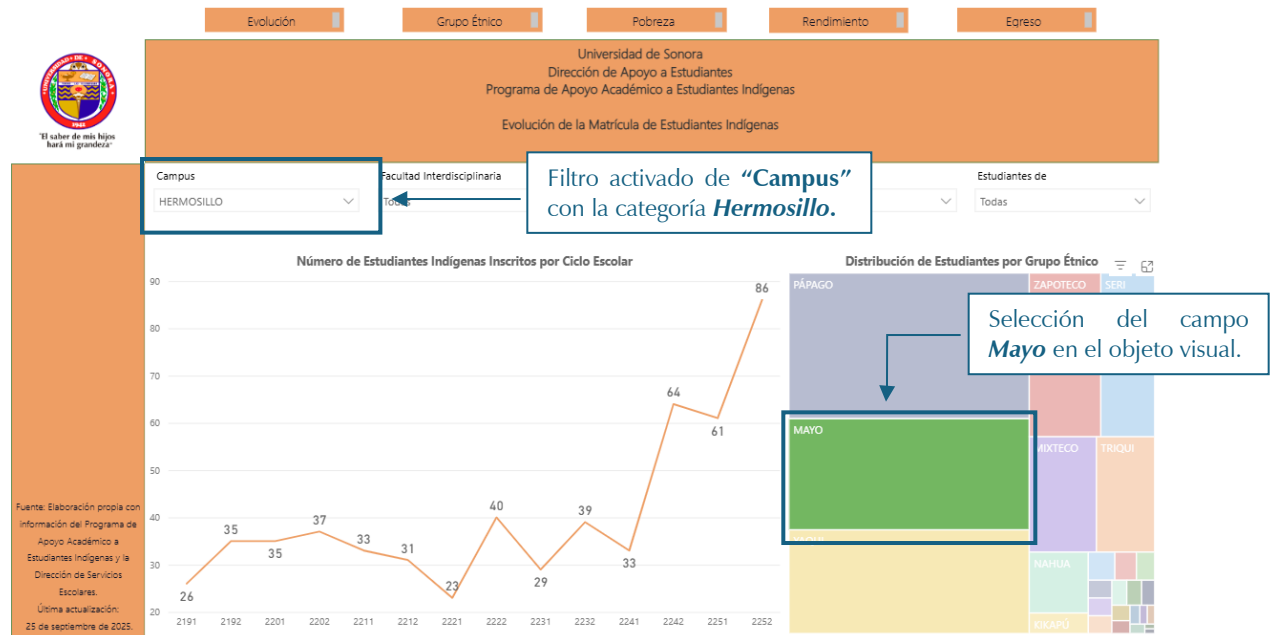 Evolución
Grupo Étnico
Pobreza
Rendimiento
Egreso
UNIVERSIDAD DE SONORA
1942
"El saber de mis hijos
hará mi grandeza"
Universidad de Sonora
Dirección de Apoyo a Estudiantes
Programa de Apoyo Académico a Estudiantes Indígenas
Evolución de la Matrícula de Estudiantes Indígenas
Campus
HERMOSILLO
Facultad Interdisciplinaria
Todas
Filtro activado de "Campus"
con la categoría Hermosillo.
Estudiantes de
Todas
Número de Estudiantes Indígenas Inscritos por Ciclo Escolar
90
80
70
60
50
40
30
20
26
35
35
37
33
31
23
40
29
39
33
64
61
86
2191
2192
2201
2202
2211
2212
2221
2222
2231
2232
2241
2242
2251
2252
Distribución de Estudiantes por Grupo Étnico
PÁPAGO
ZAPOTECO
SERI
Selección del campo
Mayo en el objeto visual.
MAYO
MIXTECO
TRIQUI
YAQUI
NAHUA
KIKAPÚ
Fuente: Elaboración propia con
información del Programa de
Apoyo Académico a
Estudiantes Indígenas y la
Dirección de Servicios
Escolares.
Última actualización:
25 de septiembre de 2025.